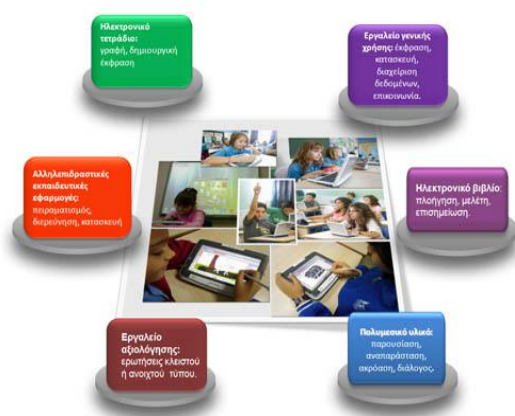 Ηλεκτρονικό
τετράδιο:
γραφή, δημιουργική
έκφραση
Εργαλείο γενικής
χρήσης: έκφραση,
κατασκευή,
διαχείριση
δεδομένων,
επικοινωνία.
Αλληλεπιδραστικές
εκπαιδευτικές
εφαρμογές:
πειραματισμός,
διερεύνηση, κατασκευή
Ηλεκτρονικό βιβλίο:
πλοήγηση, μελέτη,
επισημείωση.
Εργαλείο
αξιολόγησης:
ερωτήσεις κλειστού
ή ανοιχτού τύπου.
Πολυμεσικό υλικό:
παρουσίαση,
αναπαράσταση,
ακρόαση, διάλογος.